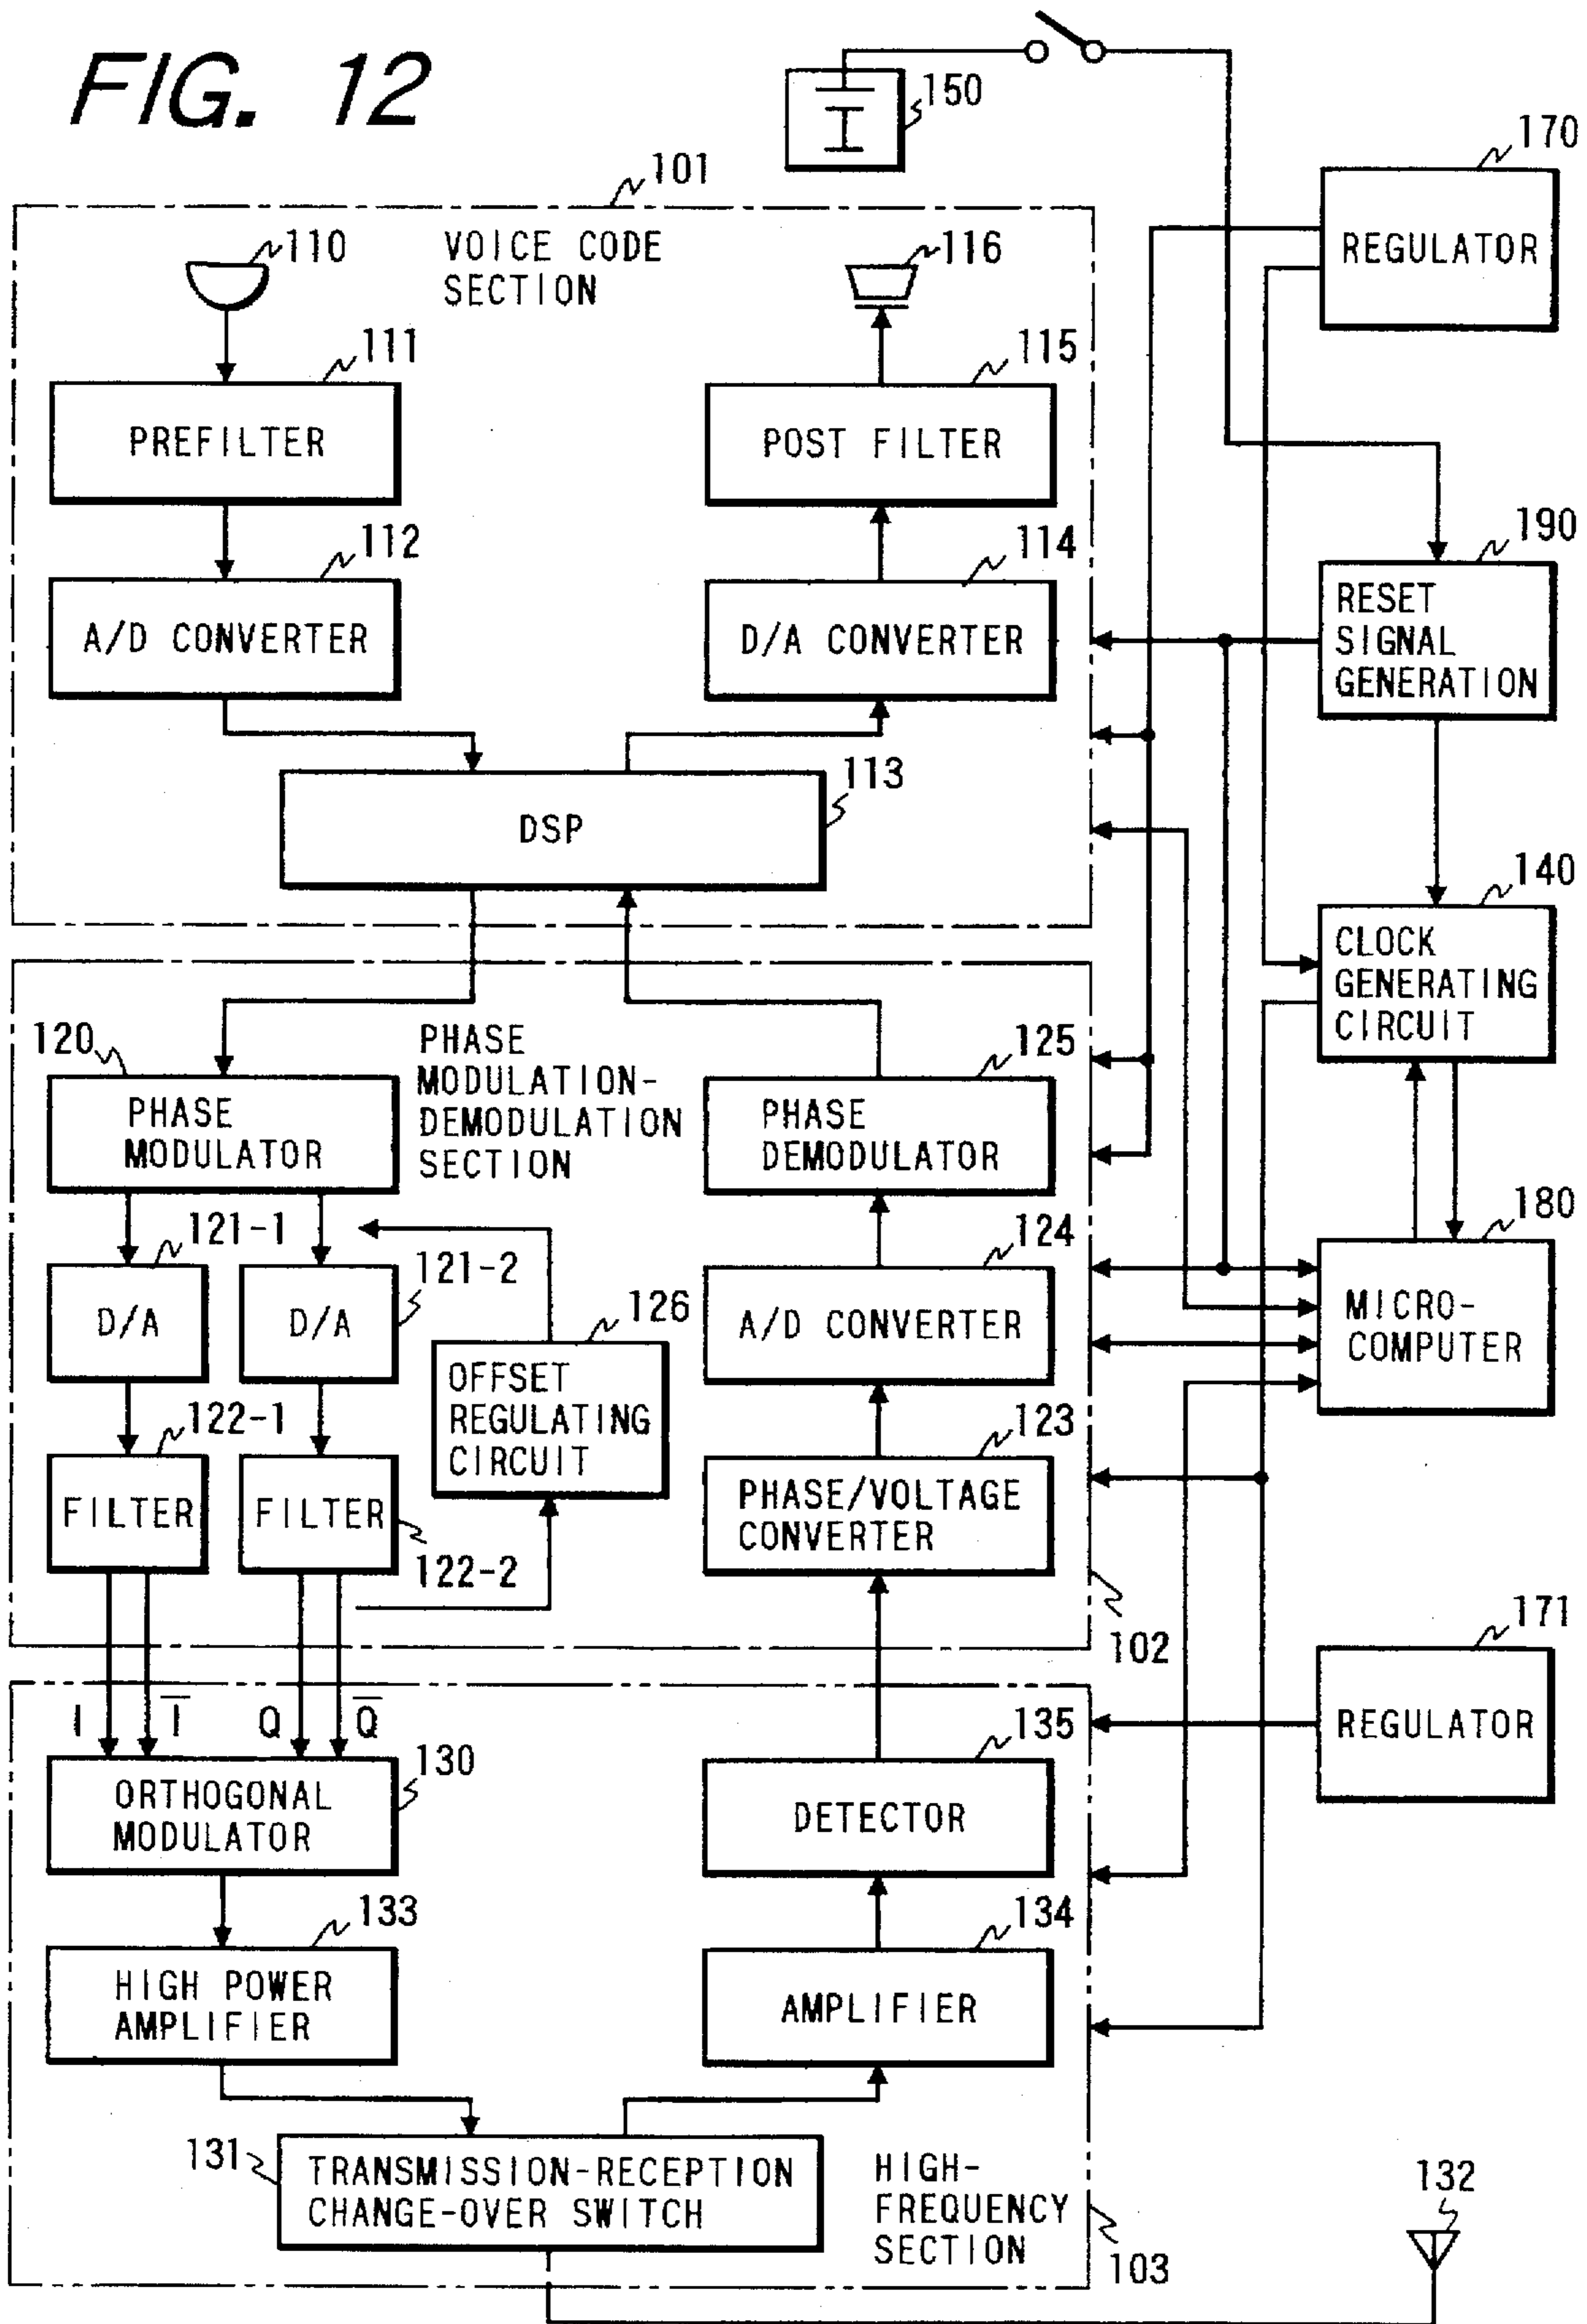 FIG. 12
150
170
REGULATOR
101
110
VOICE CODE
SECTION
116
111
PREFILTER
115
POST FILTER
112
A/D CONVERTER
114
D/A CONVERTER
190
RESET
SIGNAL
GENERATION
113
DSP
140
CLOCK
GENERATING
CIRCUIT
120
PHASE
MODULATOR
PHASE
MODULATION-
DEMODULATION
SECTION
125
PHASE
DEMODULATOR
121-1
D/A
121-2
D/A
126
OFFSET
REGULATING
CIRCUIT
124
A/D CONVERTER
180
MICRO-
COMPUTER
122-1
FILTER
FILTER
122-2
123
PHASE/VOLTAGE
CONVERTER
102
171
REGULATOR
I I̅ Q Q̅
130
ORTHOGONAL
MODULATOR
135
DETECTOR
133
HIGH POWER
AMPLIFIER
134
AMPLIFIER
131
TRANSMISSION-RECEPTION
CHANGE-OVER SWITCH
HIGH-
FREQUENCY
SECTION
103
132